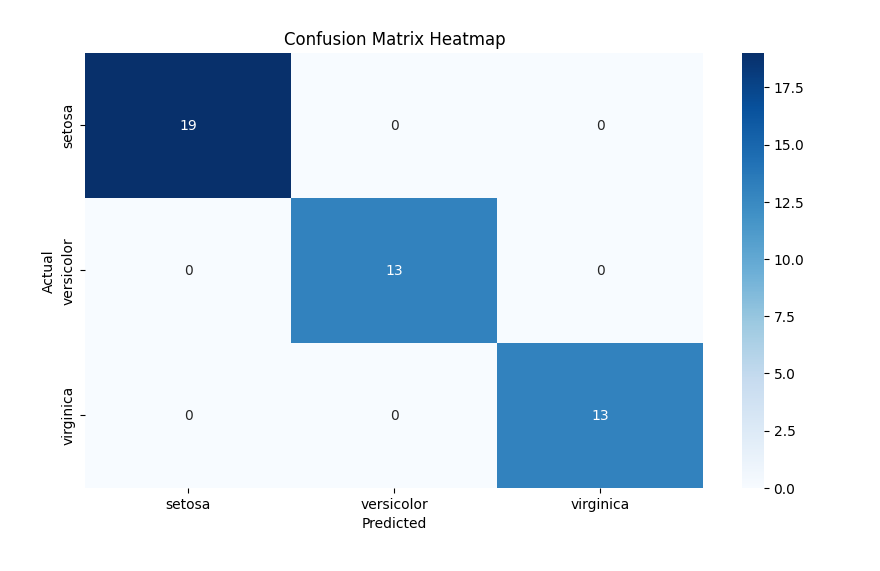 Confusion Matrix Heatmap
Actual
setosa
19 0 0
versicolor
0 13 0
virginica
0 0 13
setosa versicolor virginica
Predicted
17.5
15.0
12.5
10.0
7.5
5.0
2.5
0.0